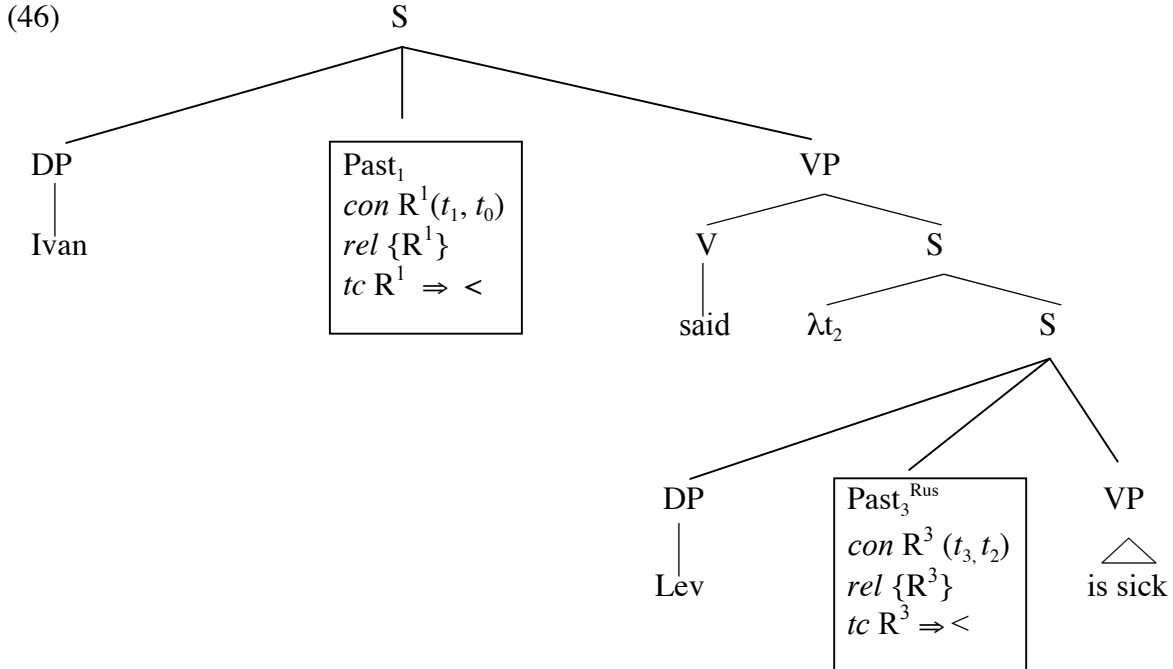 (46) S
DP
Past₁
VP
con R¹(t₁, t₀)
Ivan
rel {R¹}
V S
tc R¹ ⇒ <
said λt₂ S
DP
Past₃ᴿᵘˢ
VP
con R³ (t₃, t₂)
Lev
rel {R³}
is sick
tc R³ ⇒ <